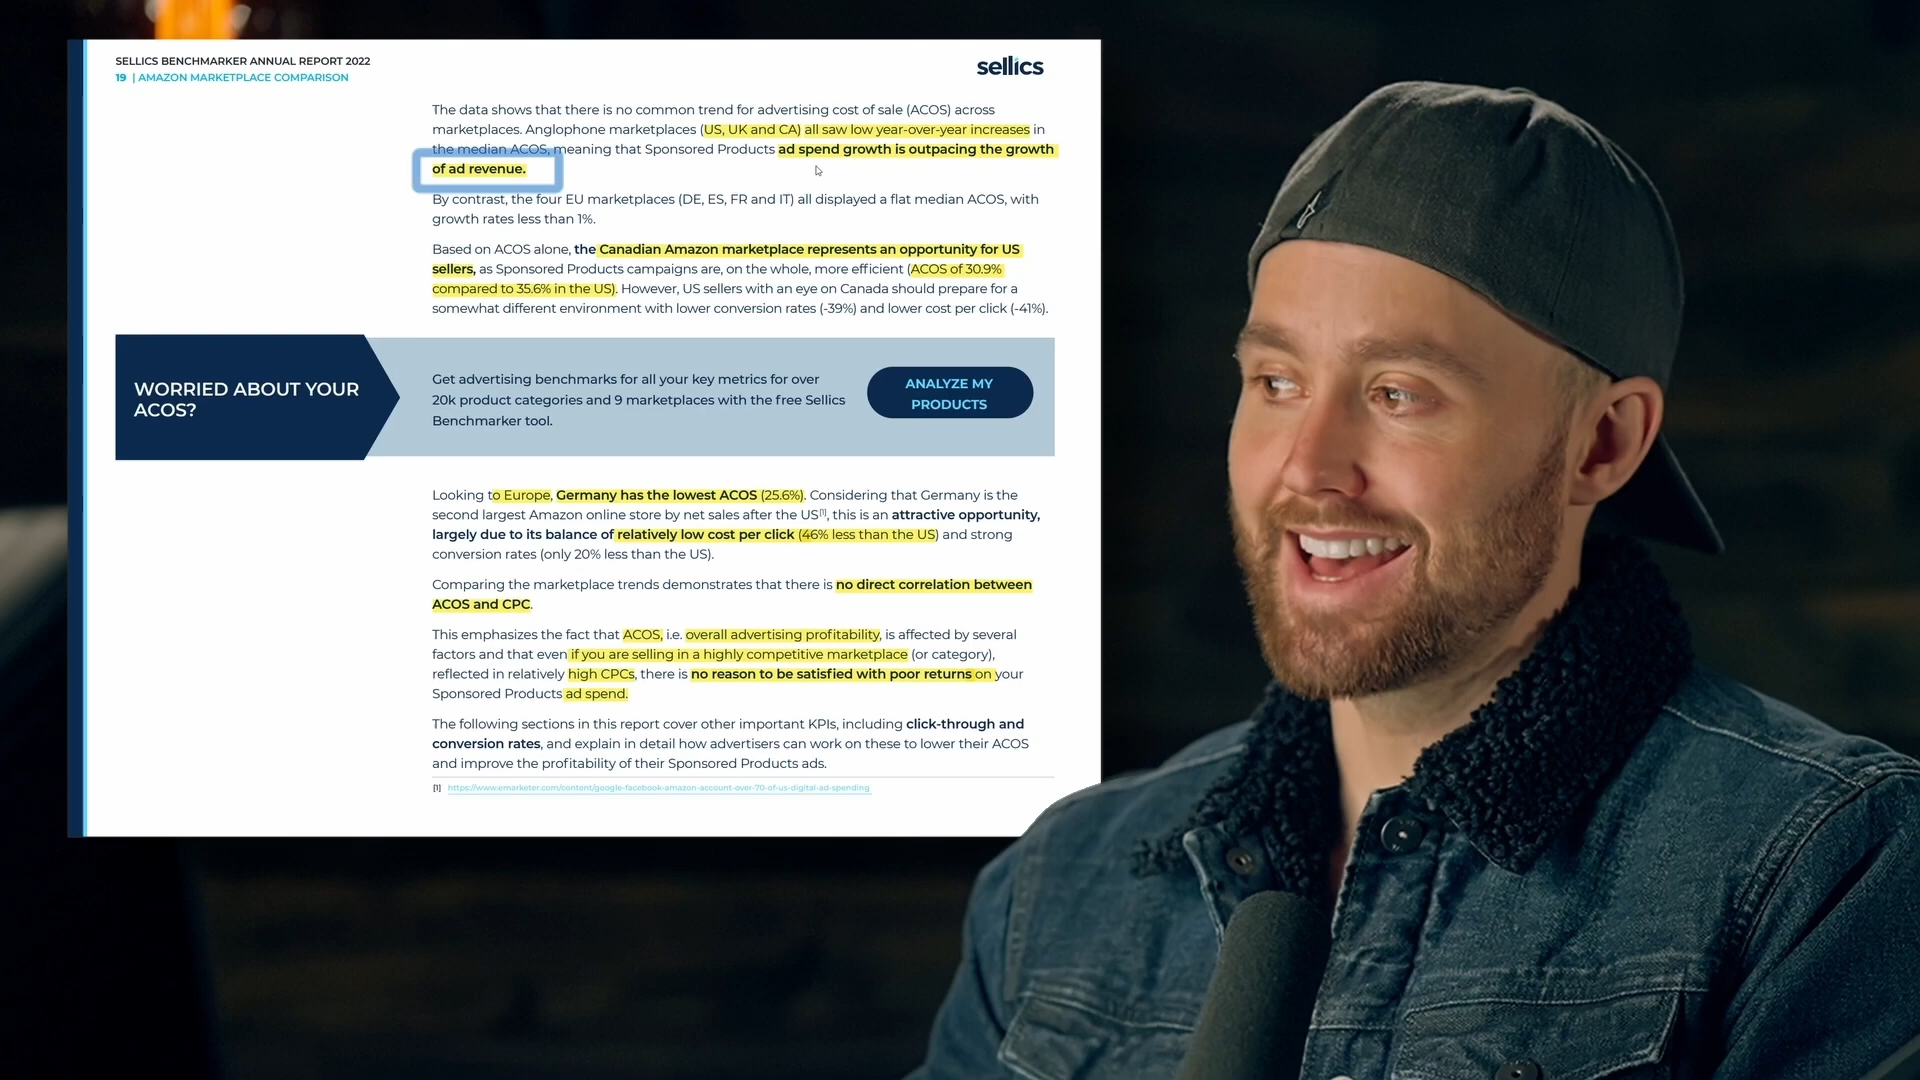 SELLICS BENCHMARKER ANNUAL REPORT 2022
19 | AMAZON MARKETPLACE COMPARISON
sellics
The data shows that there is no common trend for advertising cost of sale (ACOS) across
marketplaces. Anglophone marketplaces (US, UK and CA) all saw low year-over-year increases in
the median ACOS, meaning that Sponsored Products ad spend growth is outpacing the growth
of ad revenue.
By contrast, the four EU marketplaces (DE, ES, FR and IT) all displayed a flat median ACOS, with
growth rates less than 1%.
Based on ACOS alone, the Canadian Amazon marketplace represents an opportunity for US
sellers, as Sponsored Products campaigns are, on the whole, more efficient (ACOS of 30.9%
compared to 35.6% in the US). However, US sellers with an eye on Canada should prepare for a
somewhat different environment with lower conversion rates (-39%) and lower cost per click (-41%).
WORRIED ABOUT YOUR
ACOS?
Get advertising benchmarks for all your key metrics for over
20k product categories and 9 marketplaces with the free Sellics
Benchmarker tool.
ANALYZE MY
PRODUCTS
Looking to Europe, Germany has the lowest ACOS (25.6%). Considering that Germany is the
second largest Amazon online store by net sales after the US[1], this is an attractive opportunity,
largely due to its balance of relatively low cost per click (46% less than the US) and strong
conversion rates (only 20% less than the US).
Comparing the marketplace trends demonstrates that there is no direct correlation between
ACOS and CPC.
This emphasizes the fact that ACOS, i.e. overall advertising profitability, is affected by several
factors and that even if you are selling in a highly competitive marketplace (or category),
reflected in relatively high CPCs, there is no reason to be satisfied with poor returns on your
Sponsored Products ad spend.
The following sections in this report cover other important KPIs, including click-through and
conversion rates, and explain in detail how advertisers can work on these to lower their ACOS
and improve the profitability of their Sponsored Products ads.
[1] https://www.emarketer.com/content/google-facebook-amazon-account-over-70-of-us-digital-ad-spending